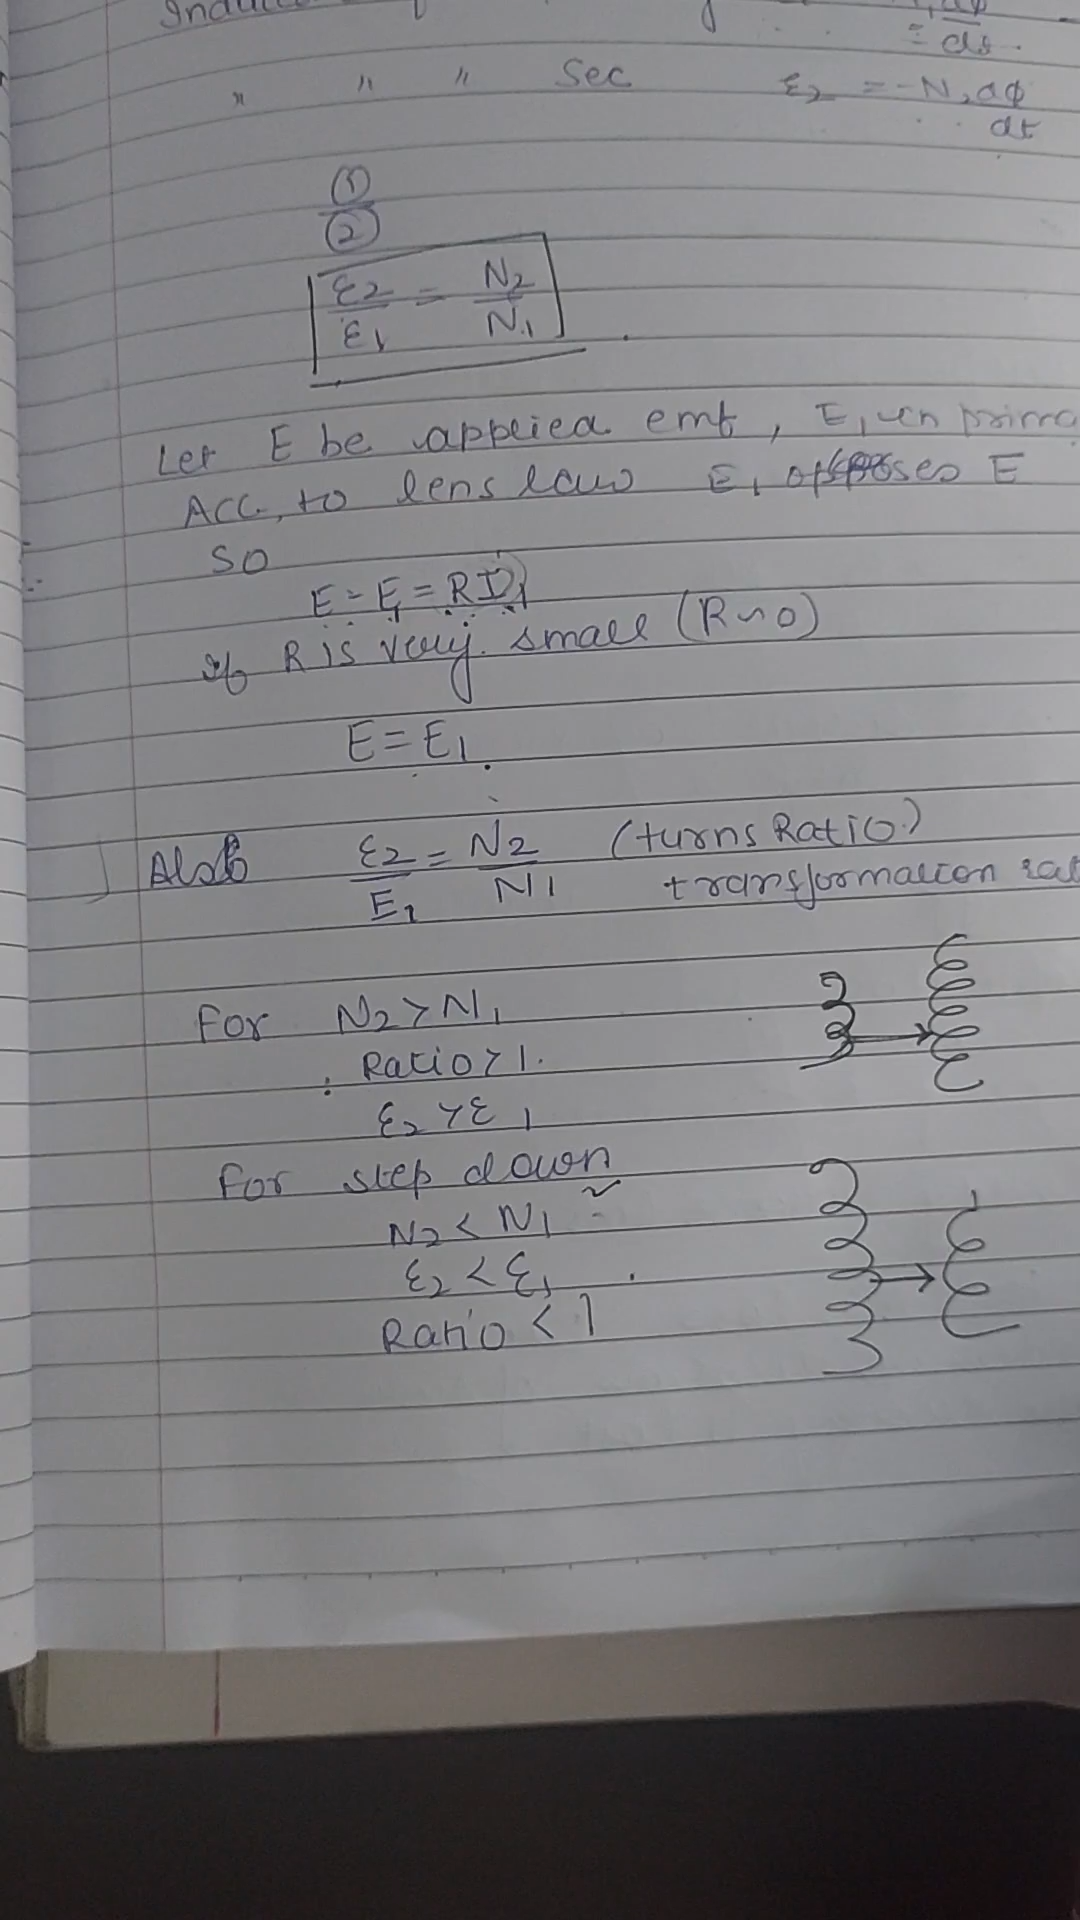 dφ
= dt
" " " Sec ε₂ = -N₂dφ
dt
①
②
ε2 = N₂
ε1 N1
Let E be applied emf, E1 in prima
Acc. to lens law E1 opposes E
so
E - E1 = RI1
if R is very small (R~0)
E = E1
Also ε2 = N2 (turns Ratio)
E1 N1 transformation rat
For N2 > N1
Ratio > 1.
ε2 > ε1
For step down
N2 < N1
ε2 < ε1
Ratio < 1